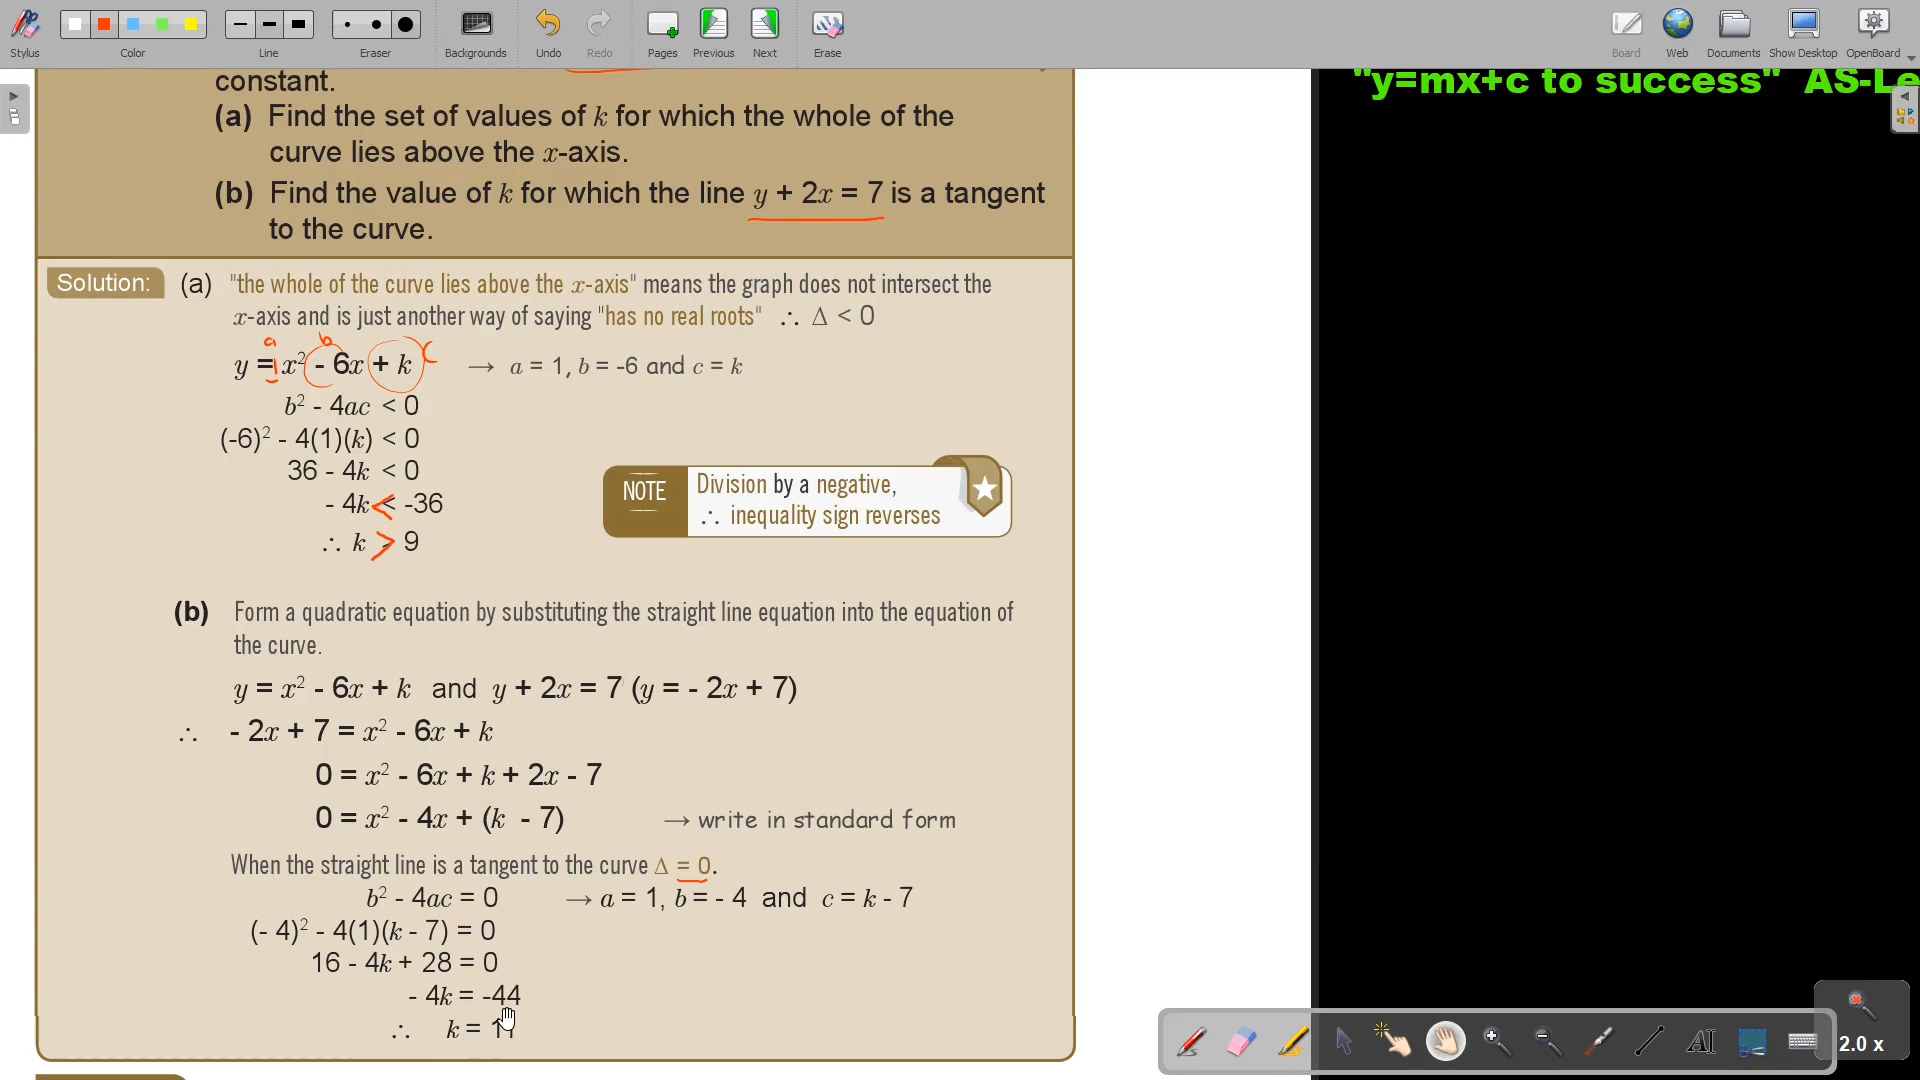 Stylus Color Line Eraser Backgrounds Undo Redo Pages Previous Next Erase Board Web Documents Show Desktop OpenBoard
"y=mx+c to success" AS-Le
constant.
(a) Find the set of values of k for which the whole of the
curve lies above the x-axis.
(b) Find the value of k for which the line y + 2x = 7 is a tangent
to the curve.
Solution: (a) "the whole of the curve lies above the x-axis" means the graph does not intersect the
x-axis and is just another way of saying "has no real roots" ∴ Δ < 0
a b c
y = x² - 6x + k → a = 1, b = -6 and c = k
b² - 4ac < 0
(-6)² - 4(1)(k) < 0
36 - 4k < 0
- 4k < -36
∴ k > 9
NOTE Division by a negative,
∴ inequality sign reverses
(b) Form a quadratic equation by substituting the straight line equation into the equation of
the curve.
y = x² - 6x + k and y + 2x = 7 (y = - 2x + 7)
∴ - 2x + 7 = x² - 6x + k
0 = x² - 6x + k + 2x - 7
0 = x² - 4x + (k - 7) → write in standard form
When the straight line is a tangent to the curve Δ = 0.
b² - 4ac = 0 → a = 1, b = - 4 and c = k - 7
(- 4)² - 4(1)(k - 7) = 0
16 - 4k + 28 = 0
- 4k = -44
∴ k = 11
2.0 x